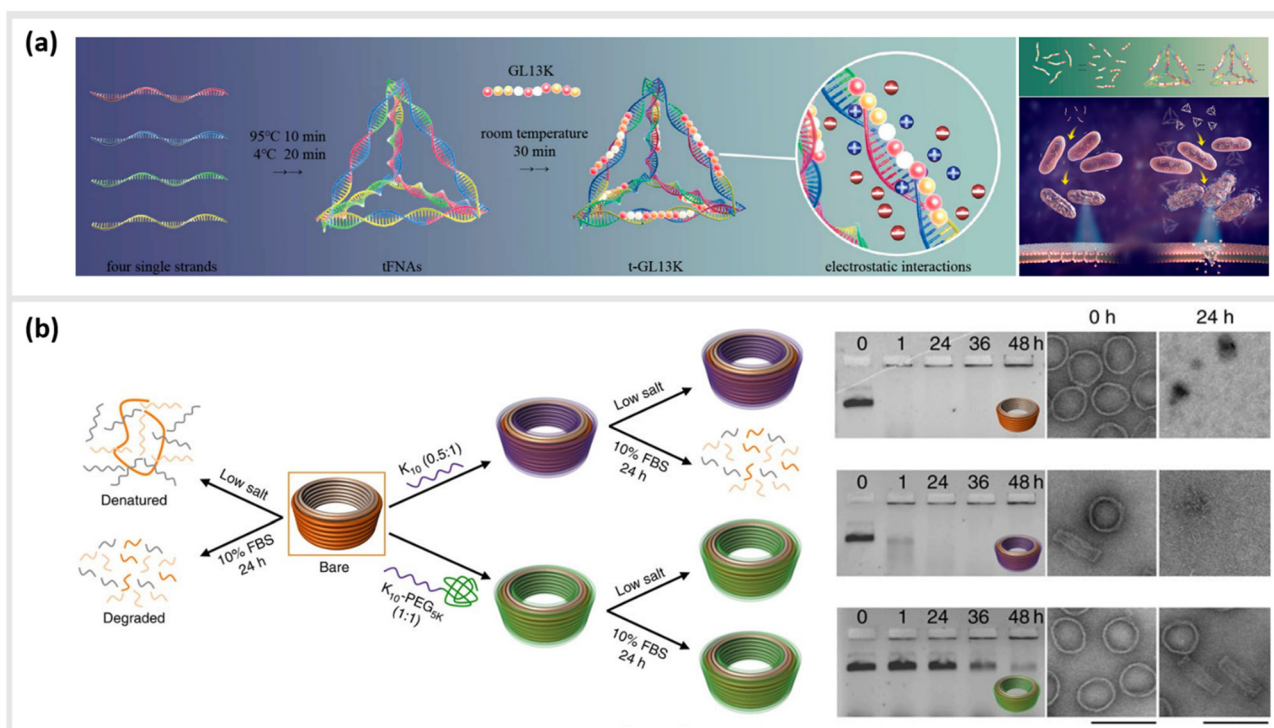 (a)
GL13K
95℃ 10 min
4℃ 20 min
→→
room temperature
30 min
→→
four single strands
tFNAs
t-GL13K
electrostatic interactions
(b)
0 h
24 h
0 1 24 36 48 h
Low salt
Denatured
K10 (0.5:1)
Low salt
10% FBS
24 h
10% FBS
24 h
Bare
Degraded
K10-PEG5K
(1:1)
0 1 24 36 48 h
Low salt
10% FBS
24 h
0 1 24 36 48 h